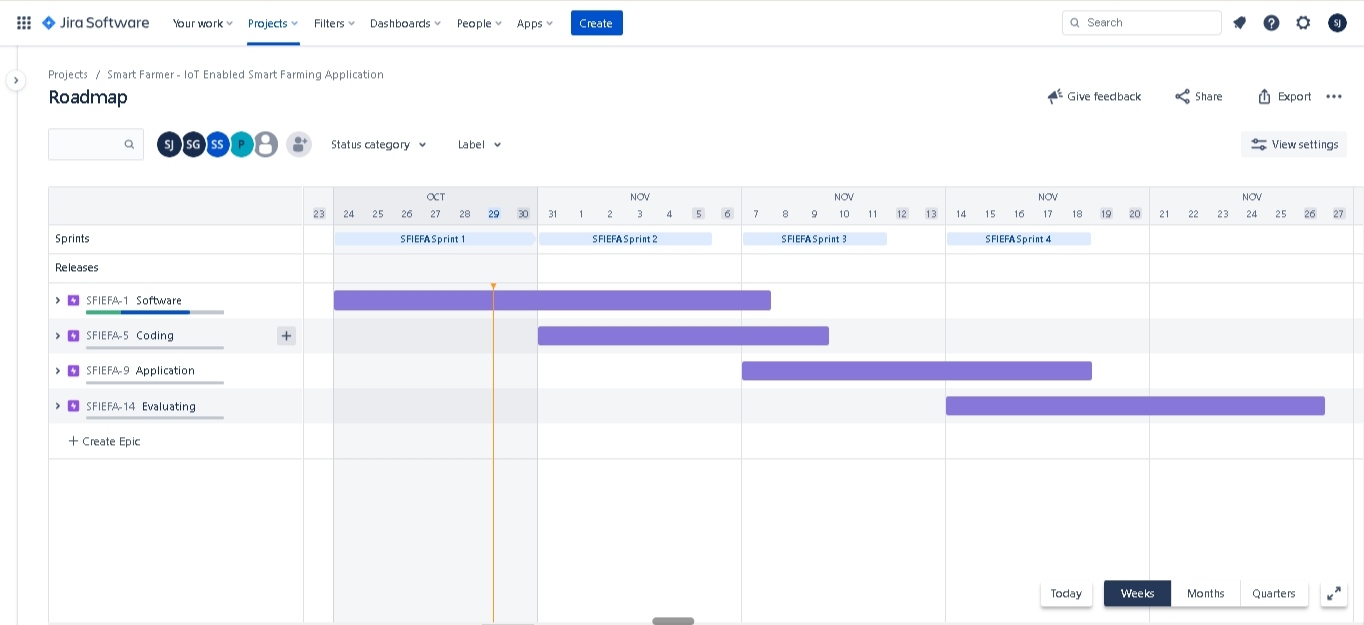 Jira Software Your work Projects Filters Dashboards People Apps Create Search ? SJ
Projects / Smart Farmer - IoT Enabled Smart Farming Application
Roadmap Give feedback Share Export
SJ SG SS P Status category Label View settings
OCT NOV NOV NOV NOV
23 24 25 26 27 28 29 30 31 1 2 3 4 5 6 7 8 9 10 11 12 13 14 15 16 17 18 19 20 21 22 23 24 25 26 27
Sprints SFIEFA Sprint 1 SFIEFA Sprint 2 SFIEFA Sprint 3 SFIEFA Sprint 4
Releases
SFIEFA-1 Software
SFIEFA-5 Coding +
SFIEFA-9 Application
SFIEFA-14 Evaluating
+ Create Epic
Today Weeks Months Quarters